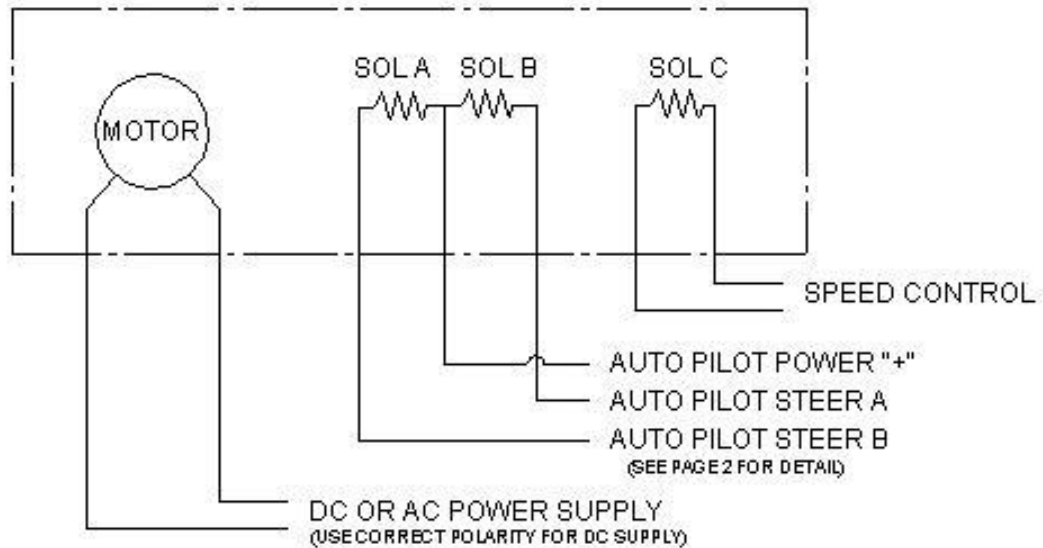 SOL A
SOL B
SOL C
MOTOR
SPEED CONTROL
AUTO PILOT POWER "+"
AUTO PILOT STEER A
AUTO PILOT STEER B
(SEE PAGE 2 FOR DETAIL)
DC OR AC POWER SUPPLY
(USE CORRECT POLARITY FOR DC SUPPLY)